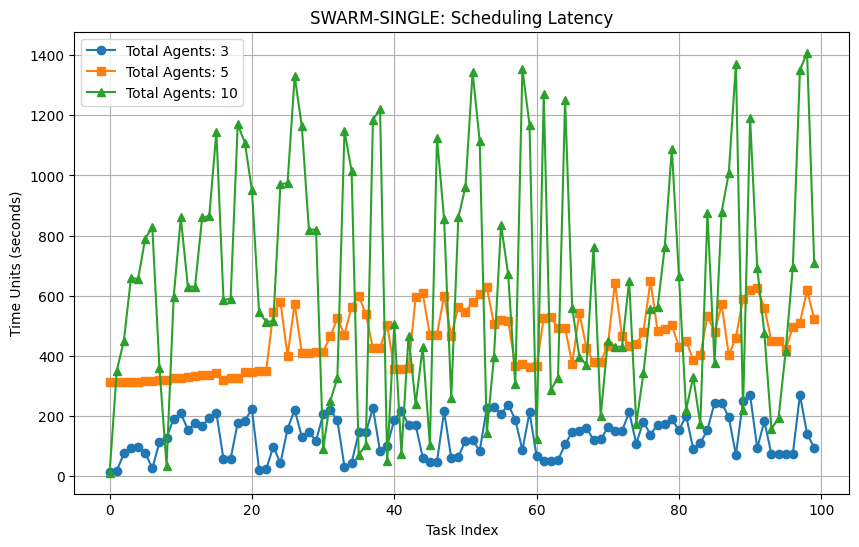 SWARM-SINGLE: Scheduling Latency
Total Agents: 3
Total Agents: 5
Total Agents: 10
Time Units (seconds)
1400
1200
1000
800
600
400
200
0
0 20 40 60 80 100
Task Index